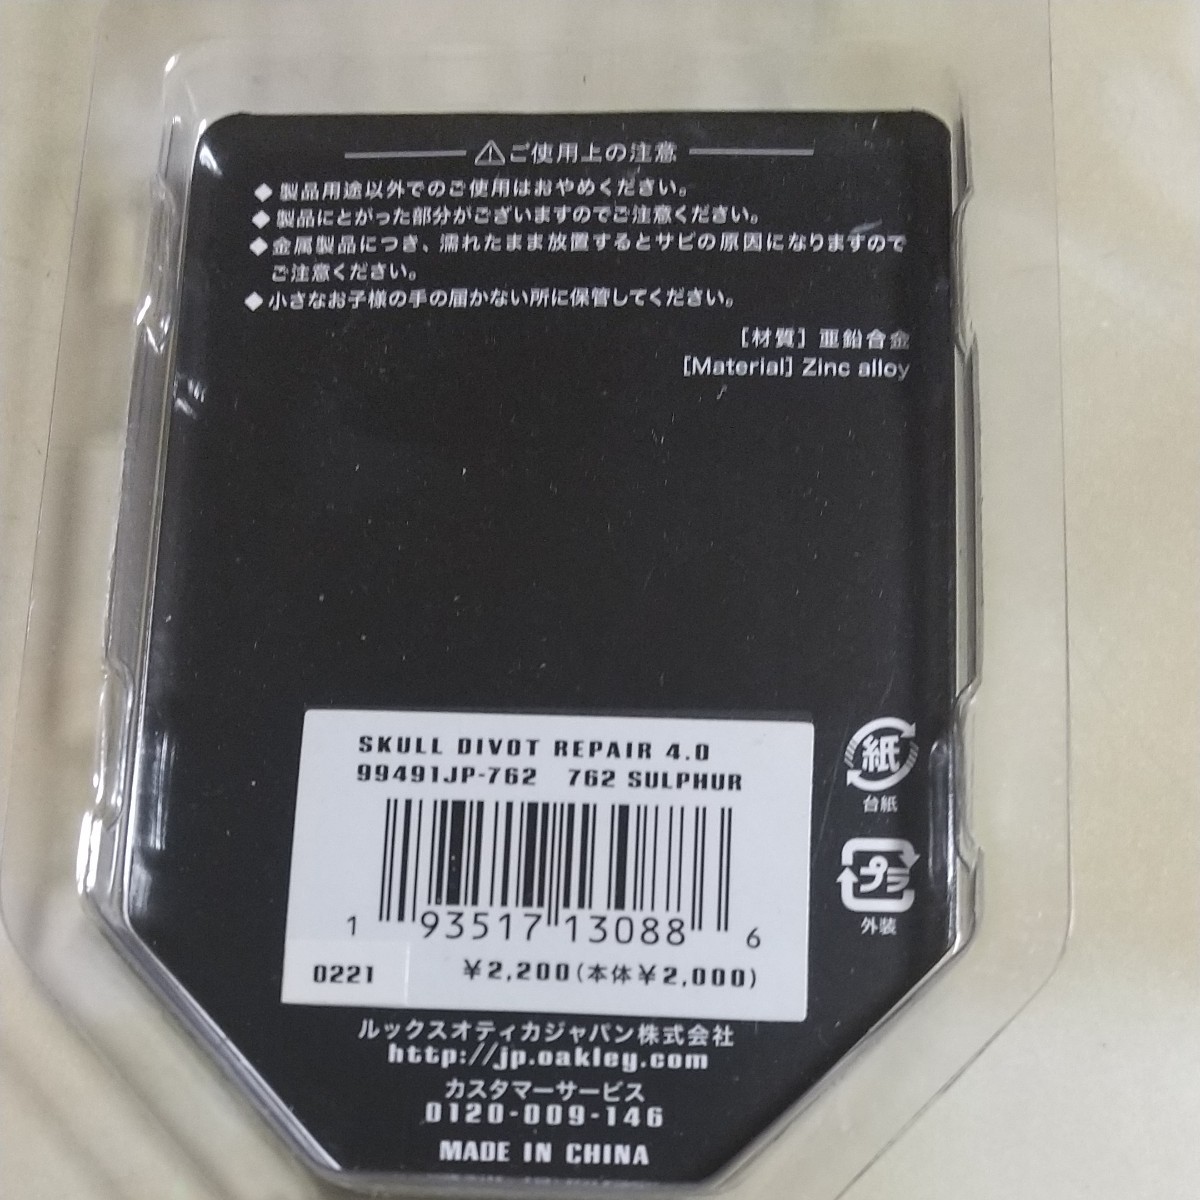 ⚠ご使用上の注意
◆製品用途以外でのご使用はおやめください。
◆製品にとがった部分がございますのでご注意ください。
◆金属製品につき、濡れたまま放置するとサビの原因になりますので
ご注意ください。
◆小さなお子様の手の届かない所に保管してください。
[材質] 亜鉛合金
[Material] Zinc alloy
SKULL DIVOT REPAIR 4.0
99491JP-762 762 SULPHUR
1 93517 13088 6
0221 ¥2,200(本体¥2,000)
紙
台紙
プラ
外装
ルックスオティカジャパン株式会社
http://jp.oakley.com
カスタマーサービス
0120-009-146
MADE IN CHINA